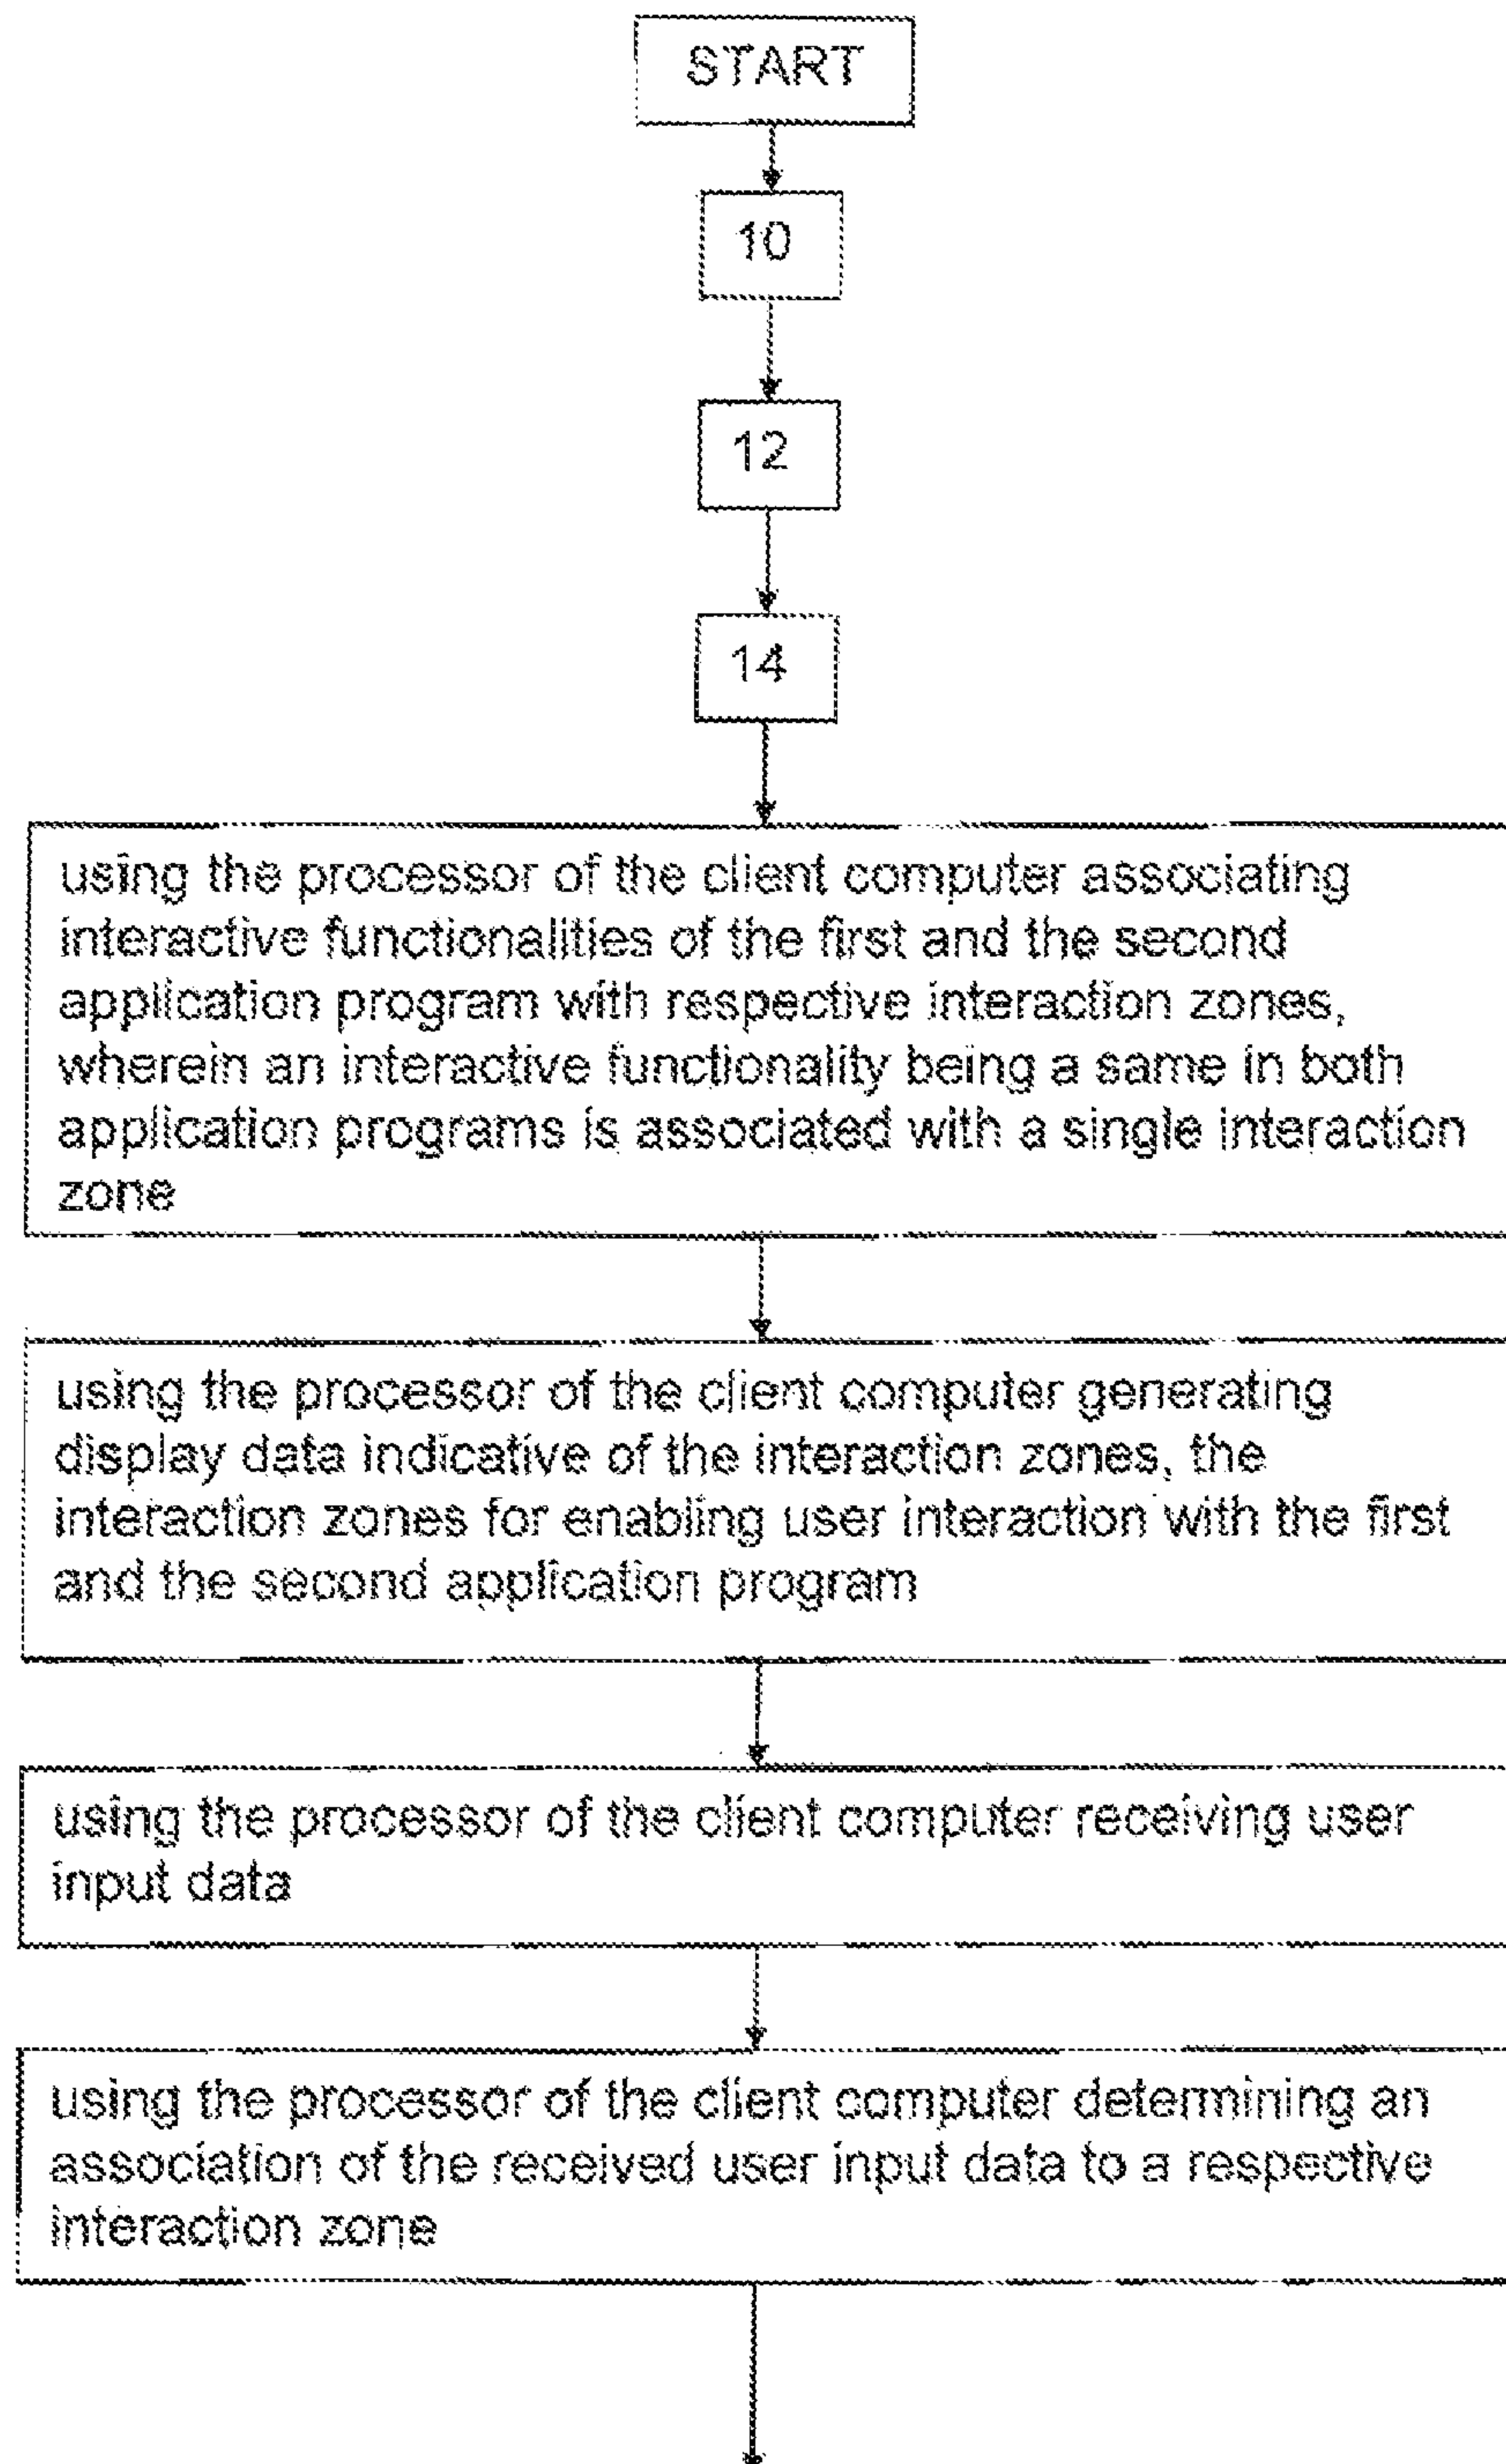 START
10
12
14
using the processor of the client computer associating
interactive functionalities of the first and the second
application program with respective interaction zones,
wherein an interactive functionality being a same in both
application programs is associated with a single interaction
zone
using the processor of the client computer generating
display data indicative of the interaction zones, the
interaction zones for enabling user interaction with the first
and the second application program
using the processor of the client computer receiving user
input data
using the processor of the client computer determining an
association of the received user input data to a respective
interaction zone